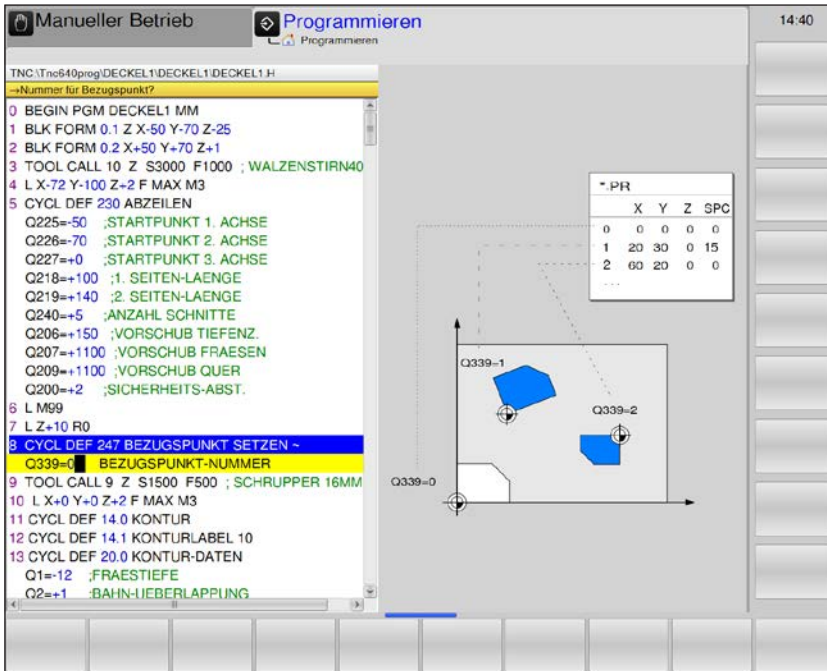 Manueller Betrieb
Programmieren
Programmieren
14:40
TNC:\Tnc640prog\DECKEL1\DECKEL1\DECKEL1.H
→Nummer für Bezugspunkt?
0 BEGIN PGM DECKEL1 MM
1 BLK FORM 0.1 Z X-50 Y-70 Z-25
2 BLK FORM 0.2 X+50 Y+70 Z+1
3 TOOL CALL 10 Z S3000 F1000 ; WALZENSTIRN40
4 L X-72 Y-100 Z+2 F MAX M3
5 CYCL DEF 230 ABZEILEN
Q225=-50 ;STARTPUNKT 1. ACHSE
Q226=-70 ;STARTPUNKT 2. ACHSE
Q227=+0 ;STARTPUNKT 3. ACHSE
Q218=+100 ;1. SEITEN-LAENGE
Q219=+140 ;2. SEITEN-LAENGE
Q240=+5 ;ANZAHL SCHNITTE
Q206=+150 ;VORSCHUB TIEFENZ.
Q207=+1100 ;VORSCHUB FRAESEN
Q209=+1100 ;VORSCHUB QUER
Q200=+2 ;SICHERHEITS-ABST.
6 L M99
7 L Z+10 R0
8 CYCL DEF 247 BEZUGSPUNKT SETZEN ~
Q339=0 BEZUGSPUNKT-NUMMER
9 TOOL CALL 9 Z S1500 F500 ; SCHRUPPER 16MM
10 L X+0 Y+0 Z+2 F MAX M3
11 CYCL DEF 14.0 KONTUR
12 CYCL DEF 14.1 KONTURLABEL 10
13 CYCL DEF 20.0 KONTUR-DATEN
Q1=-12 ;FRAESTIEFE
Q2=+1 ;BAHN-UEBERLAPPUNG
*.PR
X Y Z SPC
0 0 0 0 0
1 20 30 0 15
2 60 20 0 0
...
Q339=1
Q339=2
Q339=0